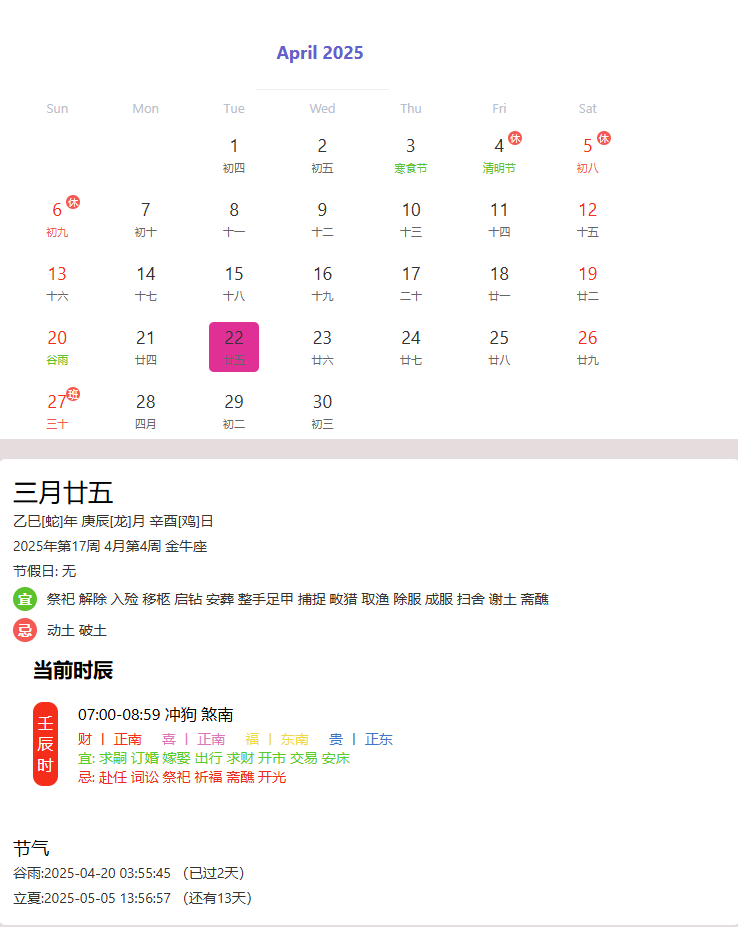 April 2025
Sun Mon Tue Wed Thu Fri Sat
1 2 3 4 休 5 休
初四 初五 寒食节 清明节 初八
6 休 7 8 9 10 11 12
初九 初十 十一 十二 十三 十四 十五
13 14 15 16 17 18 19
十六 十七 十八 十九 二十 廿一 廿二
20 21 22 23 24 25 26
谷雨 廿四 廿五 廿六 廿七 廿八 廿九
27 班 28 29 30
三十 四月 初二 初三
三月廿五
乙巳[蛇]年 庚辰[龙]月 辛酉[鸡]日
2025年第17周 4月第4周 金牛座
节假日: 无
宜 祭祀 解除 入殓 移柩 启钻 安葬 整手足甲 捕捉 畋猎 取渔 除服 成服 扫舍 谢土 斋醮
忌 动土 破土
当前时辰
壬辰时
07:00-08:59 冲狗 煞南
财 丨 正南 喜 丨 正南 福 丨 东南 贵 丨 正东
宜: 求嗣 订婚 嫁娶 出行 求财 开市 交易 安床
忌: 赴任 词讼 祭祀 祈福 斋醮 开光
节气
谷雨:2025-04-20 03:55:45 （已过2天）
立夏:2025-05-05 13:56:57 （还有13天）